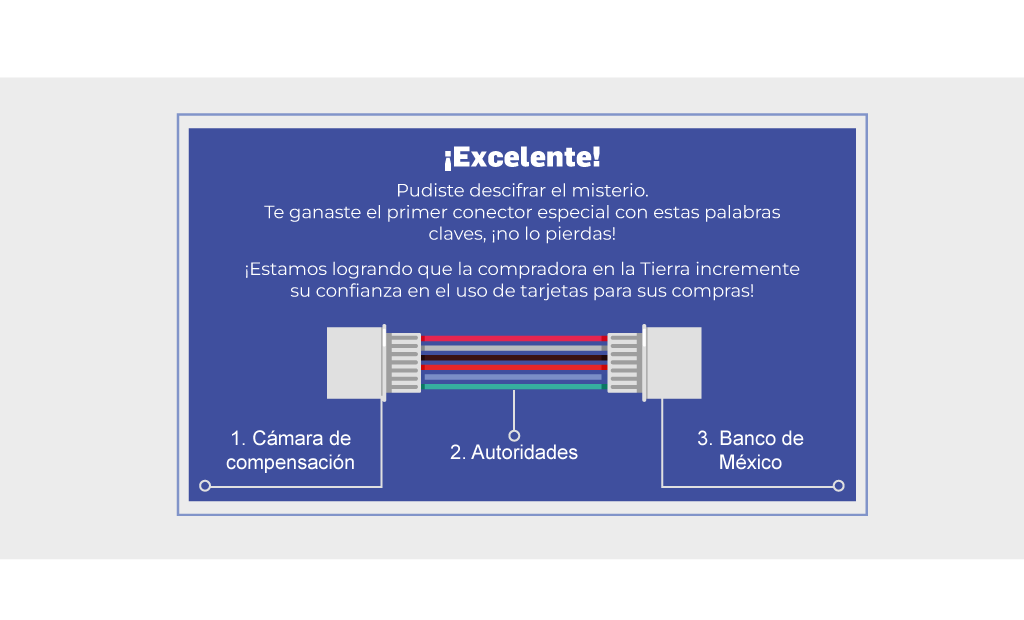 ¡Excelente!
Pudiste descifrar el misterio.
Te ganaste el primer conector especial con estas palabras
claves, ¡no lo pierdas!
¡Estamos logrando que la compradora en la Tierra incremente
su confianza en el uso de tarjetas para sus compras!
1. Cámara de
compensación
2. Autoridades
3. Banco de
México